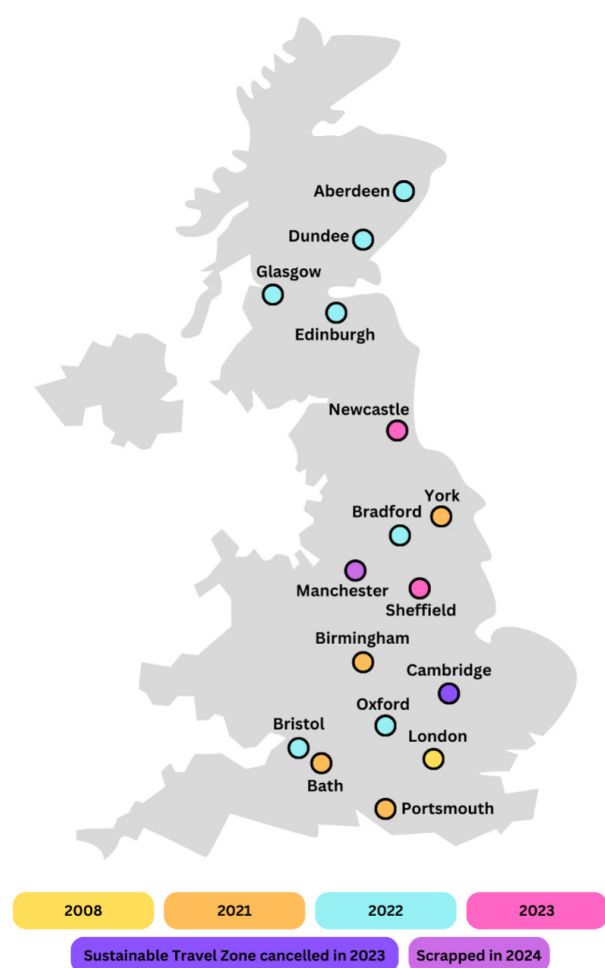 Aberdeen
Dundee
Glasgow
Edinburgh
Newcastle
York
Bradford
Manchester
Sheffield
Birmingham
Cambridge
Oxford
Bristol
London
Bath
Portsmouth
2008
2021
2022
2023
Sustainable Travel Zone cancelled in 2023
Scrapped in 2024